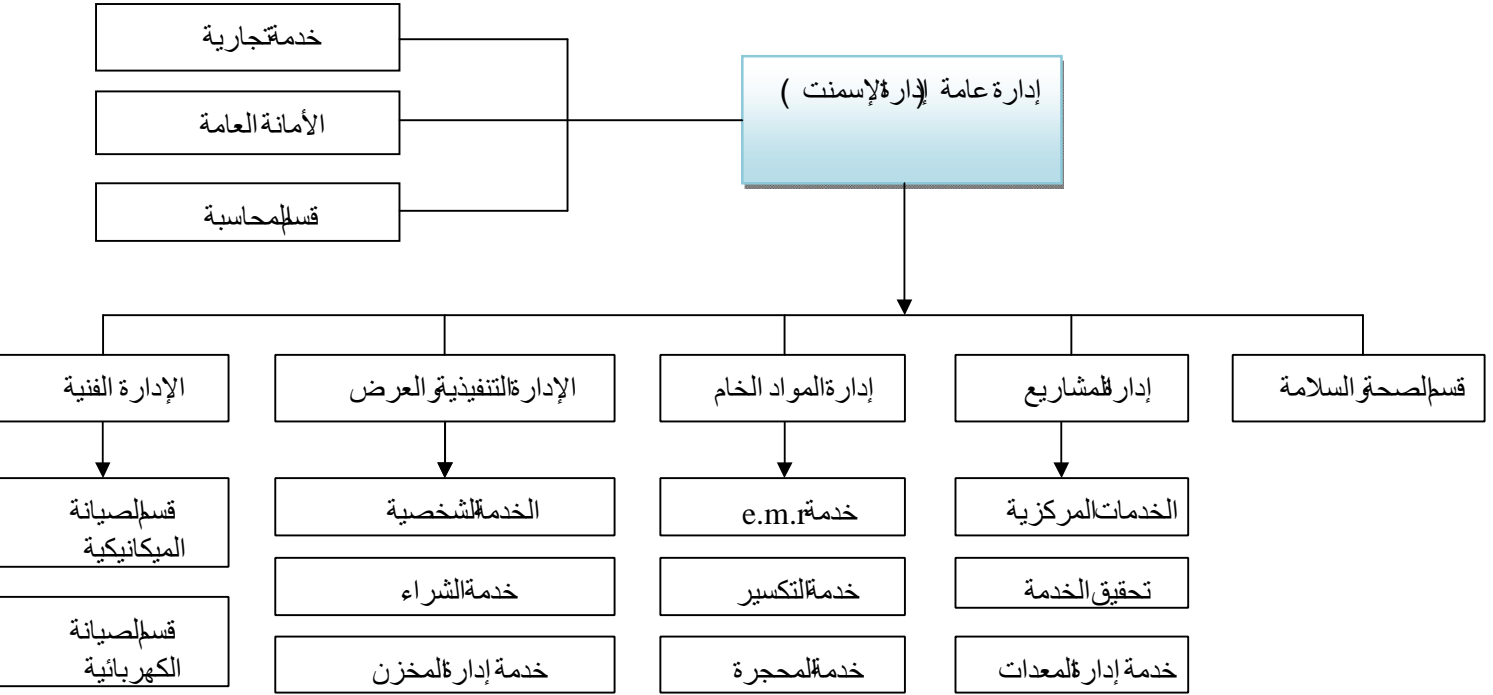 خدمة تجارية
إدارة عامة (إدارة الإسمنت )
الأمانة العامة
قسم المحاسبة
قسم الصحة و السلامة
إدارة المشاريع
إدارة المواد الخام
الإدارة التنفيذية و العرض
الإدارة الفنية
الخدمات المركزية
خدمة e.m.r
الخدمة الشخصية
قسم الصيانة
الميكانيكية
تحقيق الخدمة
خدمة التكسير
خدمة الشراء
قسم الصيانة
الكهربائية
خدمة إدارة المعدات
خدمة المحجرة
خدمة إدارة المخزن